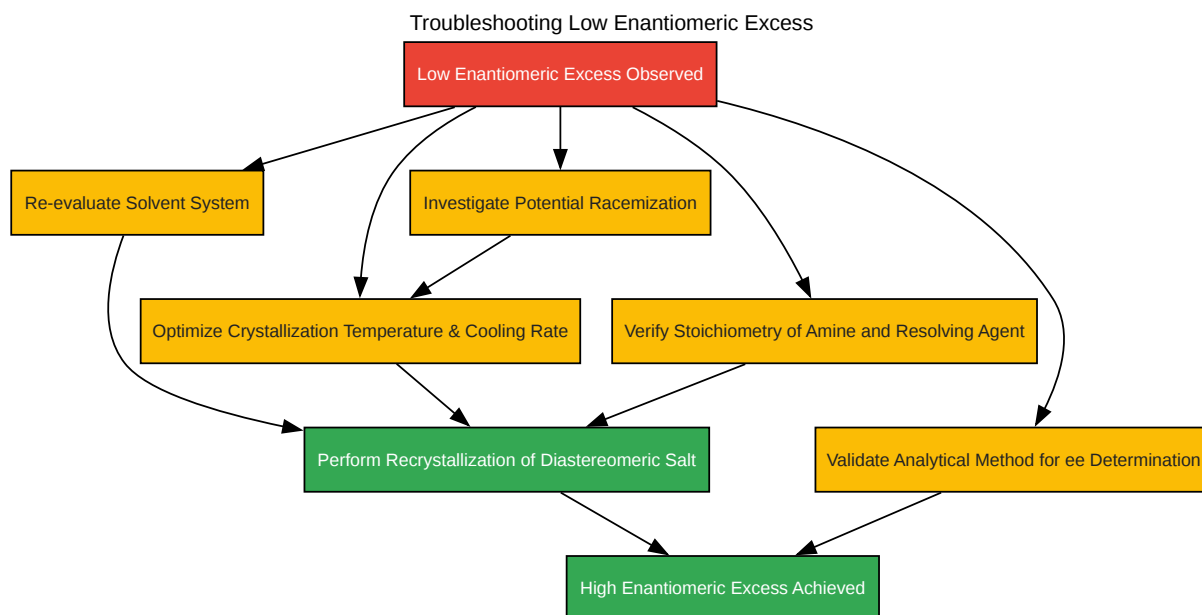 Troubleshooting Low Enantiomeric Excess
Low Enantiomeric Excess Observed
Re-evaluate Solvent System
Investigate Potential Racemization
Optimize Crystallization Temperature & Cooling Rate
Verify Stoichiometry of Amine and Resolving Agent
Perform Recrystallization of Diastereomeric Salt
Validate Analytical Method for ee Determination
High Enantiomeric Excess Achieved